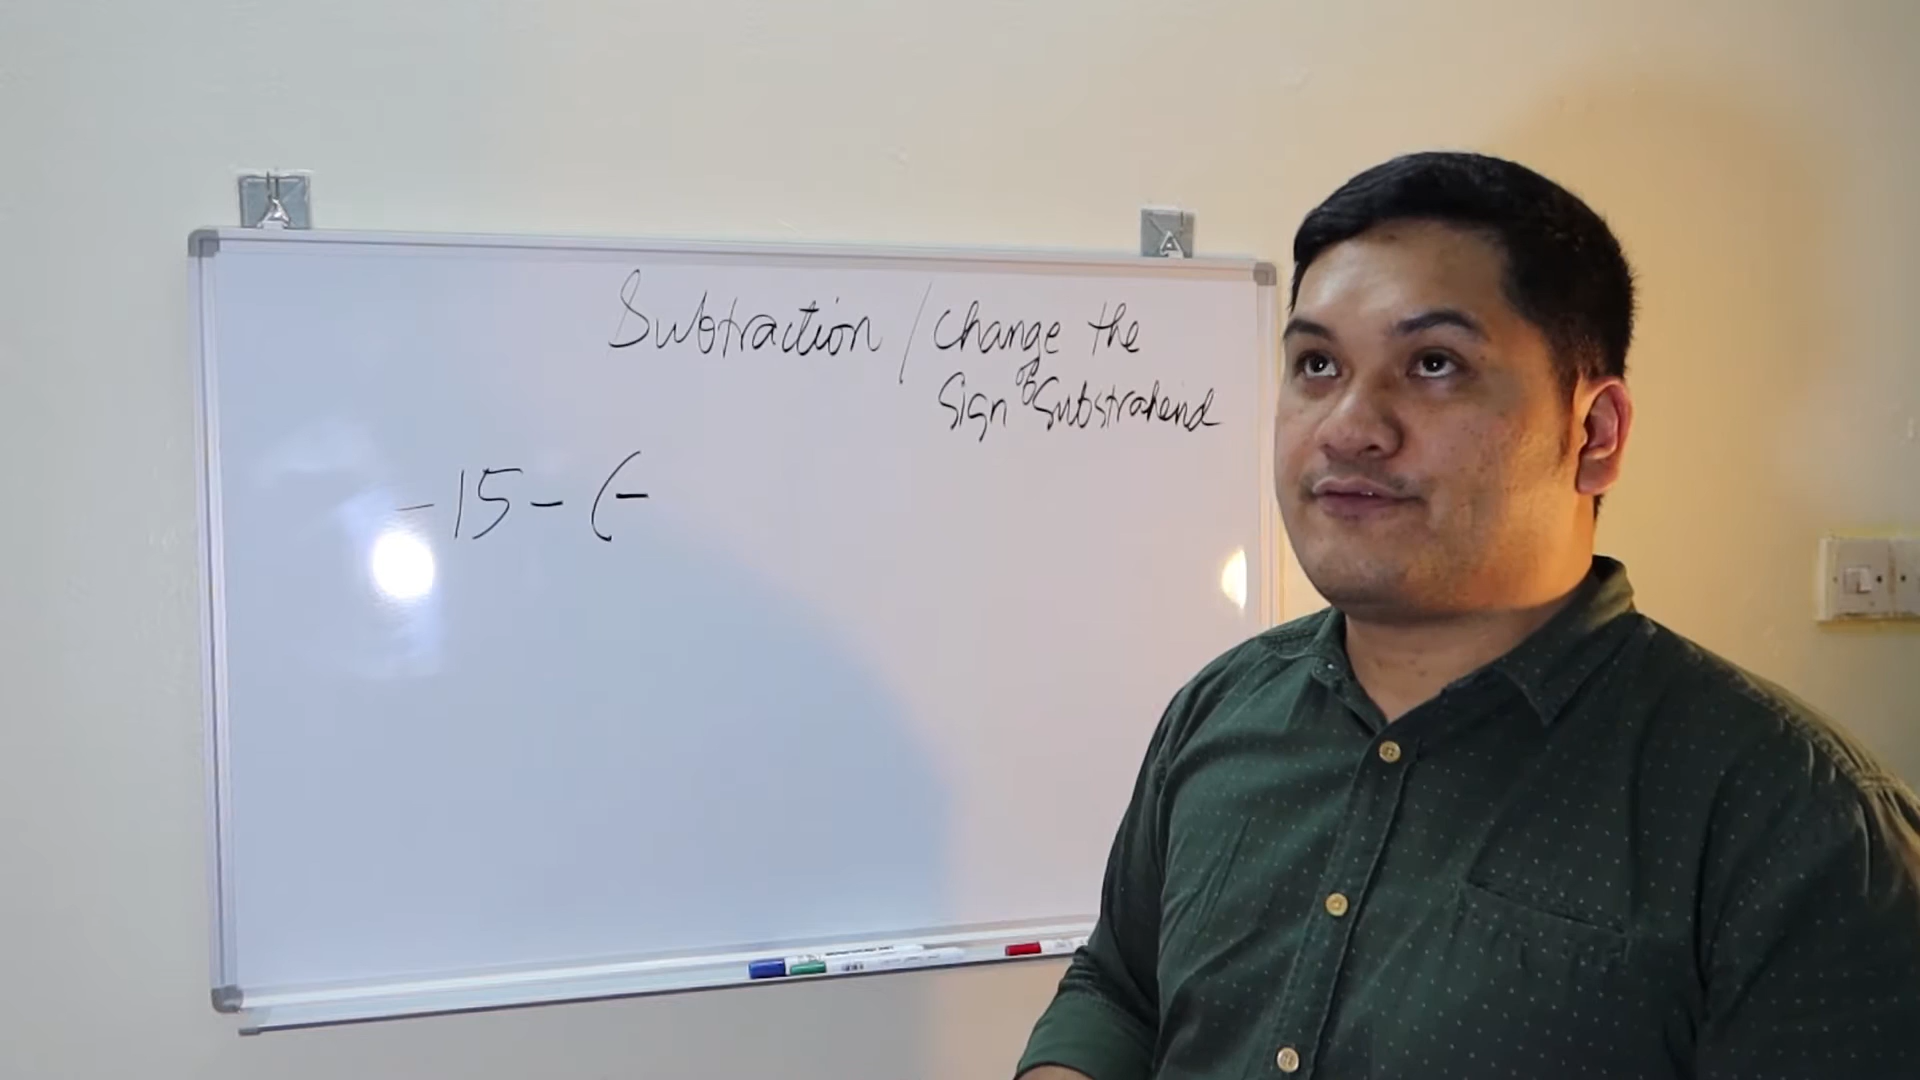 Subtraction / Change the
Sign of Substrahend
-15 - (-